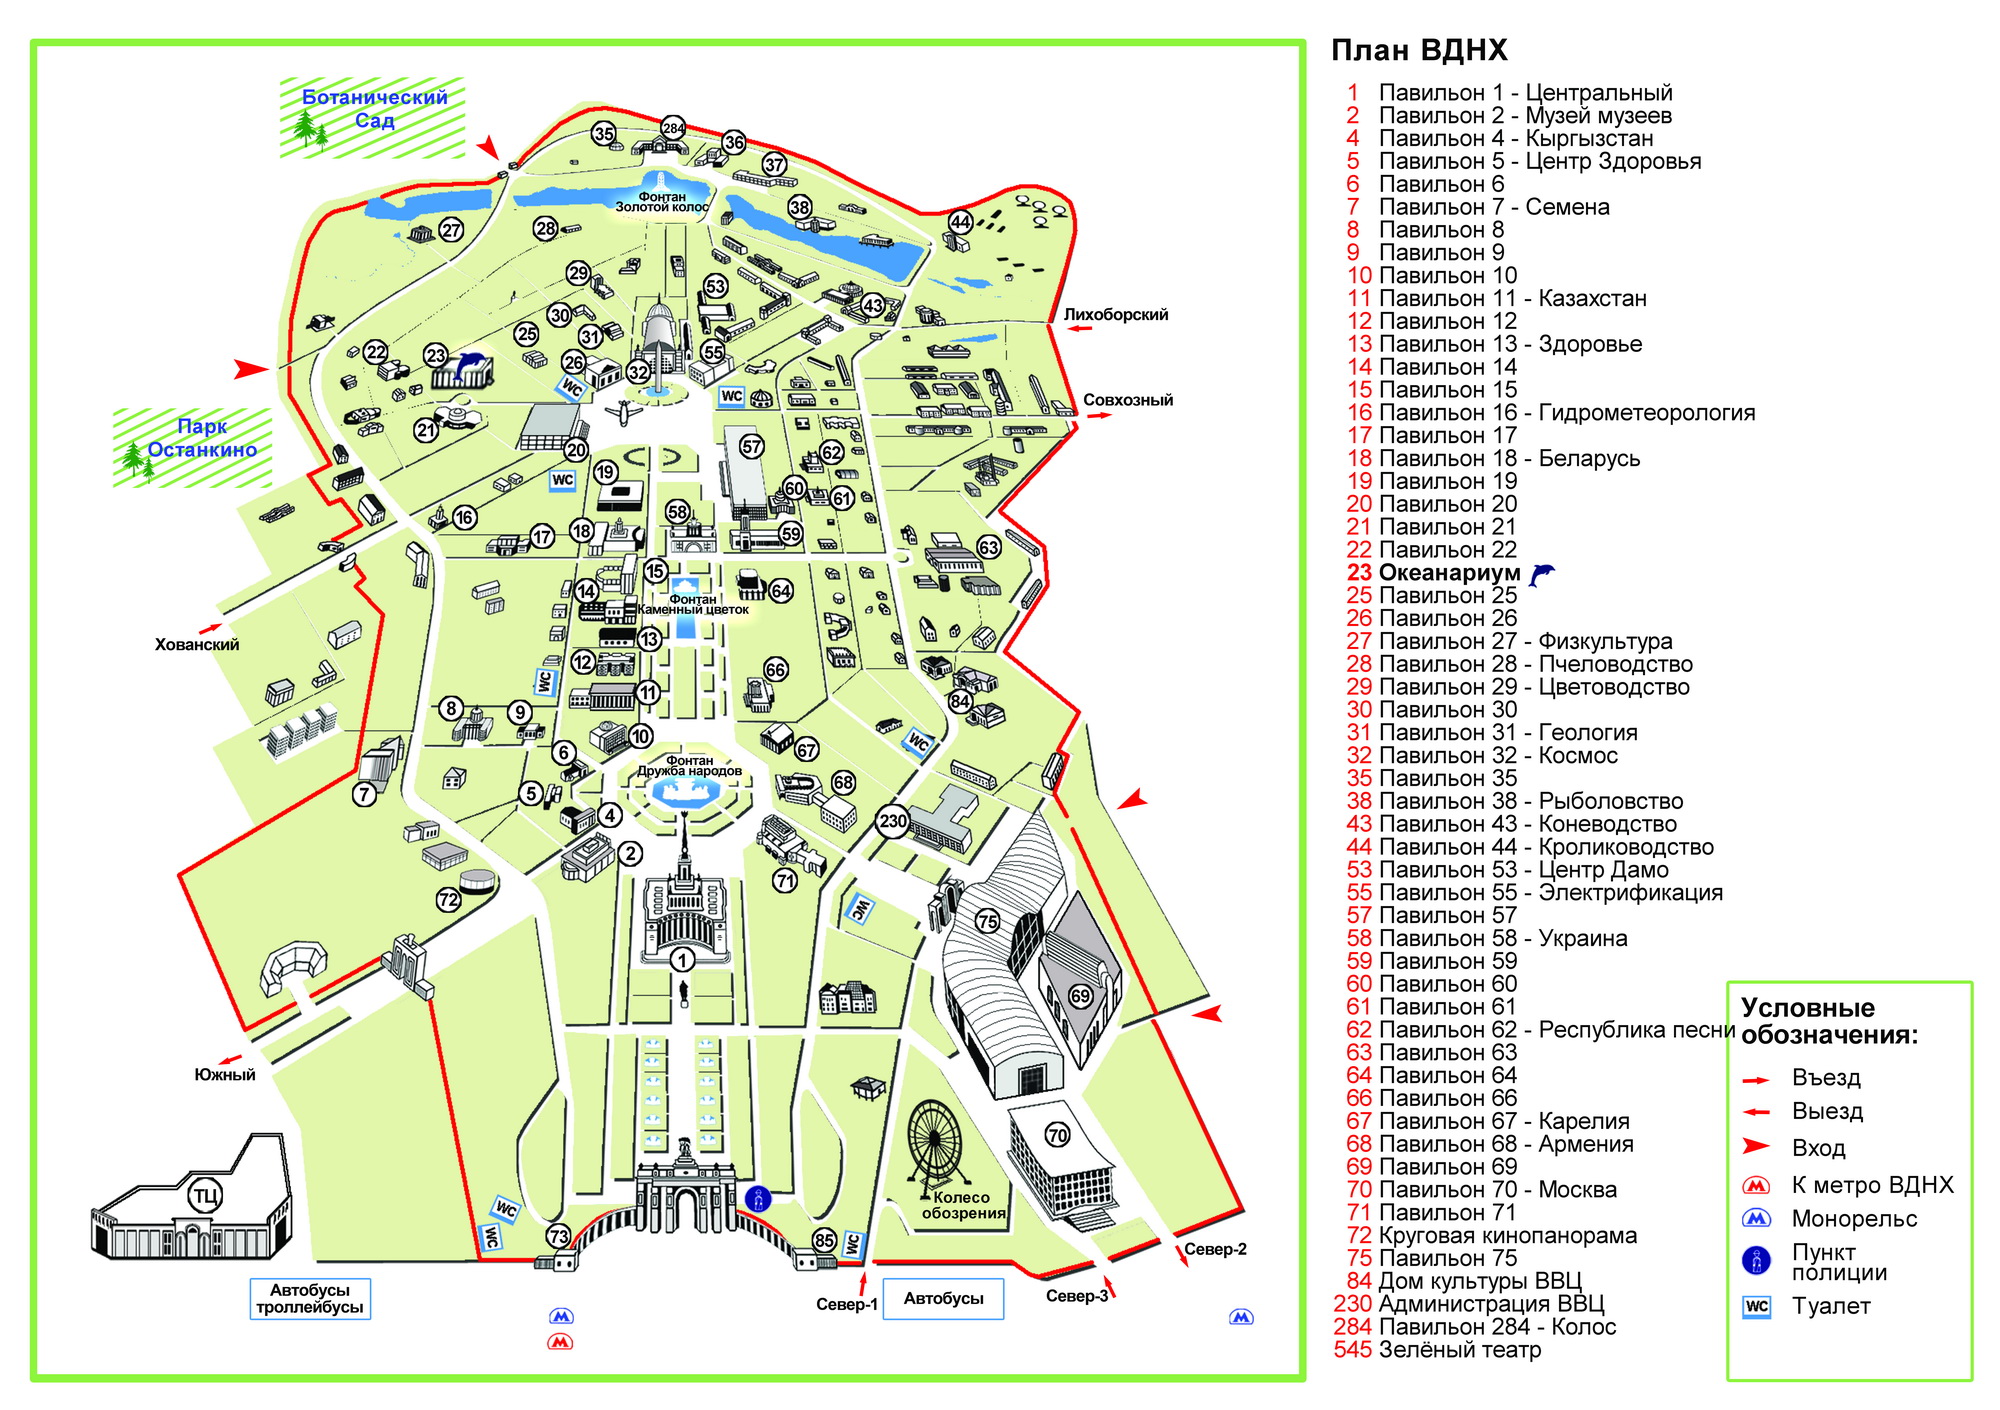 План ВДНХ
1 Павильон 1 - Центральный
2 Павильон 2 - Музей музеев
4 Павильон 4 - Кыргызстан
5 Павильон 5 - Центр Здоровья
6 Павильон 6
7 Павильон 7 - Семена
8 Павильон 8
9 Павильон 9
10 Павильон 10
11 Павильон 11 - Казахстан
12 Павильон 12
13 Павильон 13 - Здоровье
14 Павильон 14
15 Павильон 15
16 Павильон 16 - Гидрометеорология
17 Павильон 17
18 Павильон 18 - Беларусь
19 Павильон 19
20 Павильон 20
21 Павильон 21
22 Павильон 22
23 Океанариум
25 Павильон 25
26 Павильон 26
27 Павильон 27 - Физкультура
28 Павильон 28 - Пчеловодство
29 Павильон 29 - Цветоводство
30 Павильон 30
31 Павильон 31 - Геология
32 Павильон 32 - Космос
35 Павильон 35
38 Павильон 38 - Рыболовство
43 Павильон 43 - Коневодство
44 Павильон 44 - Кролиководство
53 Павильон 53 - Центр Дамо
55 Павильон 55 - Электрификация
57 Павильон 57
58 Павильон 58 - Украина
59 Павильон 59
60 Павильон 60
61 Павильон 61
62 Павильон 62 - Республика песни
63 Павильон 63
64 Павильон 64
66 Павильон 66
67 Павильон 67 - Карелия
68 Павильон 68 - Армения
69 Павильон 69
70 Павильон 70 - Москва
71 Павильон 71
72 Круговая кинопанорама
75 Павильон 75
84 Дом культуры ВВЦ
230 Администрация ВВЦ
284 Павильон 284 - Колос
545 Зелёный театр
Условные
обозначения:
Въезд
Выезд
Вход
М К метро ВДНХ
М Монорельс
Пункт
полиции
WC Туалет
Ботанический
Сад
35
284
36
37
Фонтан
Золотой колос
38
44
27
28
29
53
43
30
31
25
Лихоборский
22
23
26
32
55
WC
WC
Совхозный
Парк
Останкино
21
20
57
62
WC
19
60
61
16
17
18
58
59
63
15
14
64
Фонтан
Каменный цветок
Хованский
13
12
66
WC
11
84
8
9
10
67
WC
6
Фонтан
Дружба народов
7
5
68
4
230
2
71
72
WC
75
1
69
Южный
70
ТЦ
Колесо
обозрения
WC
WC
73
85
WC
Север-2
Автобусы
троллейбусы
Север-1
Автобусы
Север-3
М
М
М